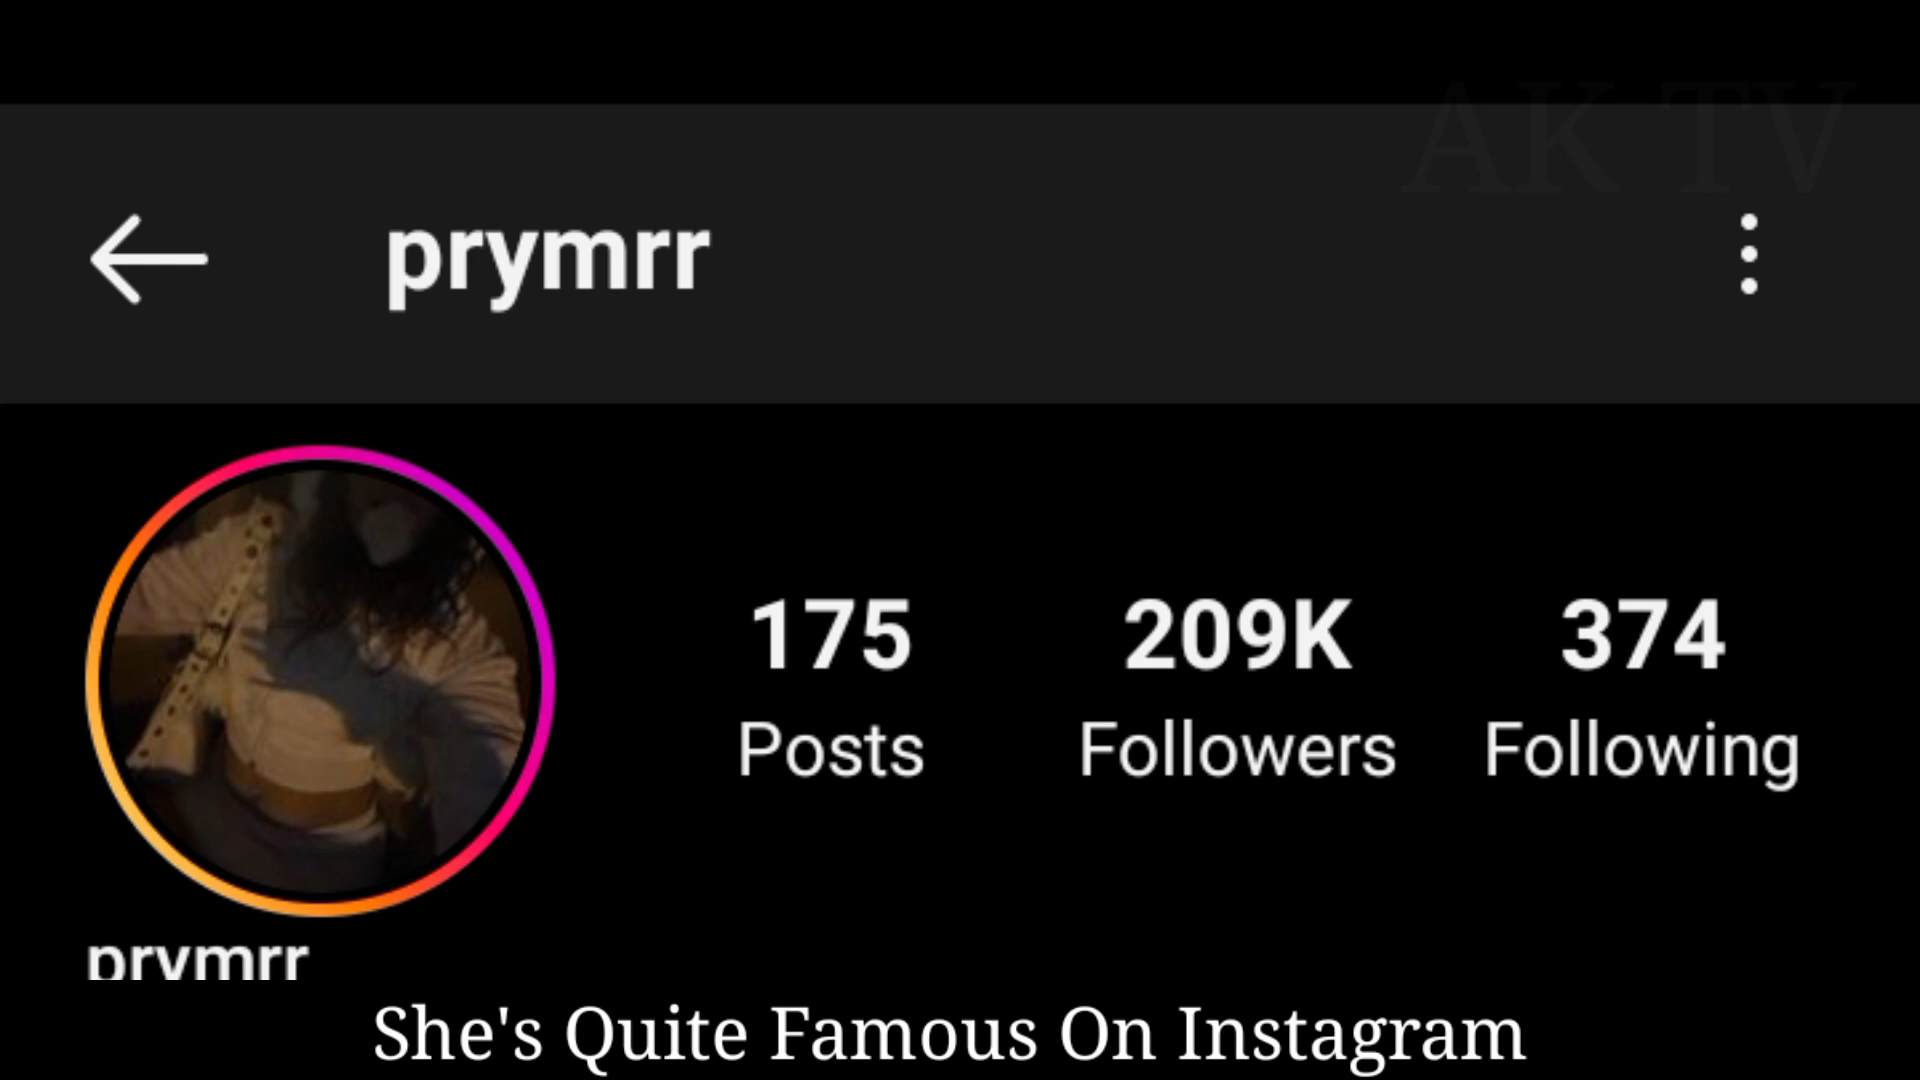 AK TV
prymrr
175 209K 374
Posts Followers Following
prymrr
She's Quite Famous On Instagram